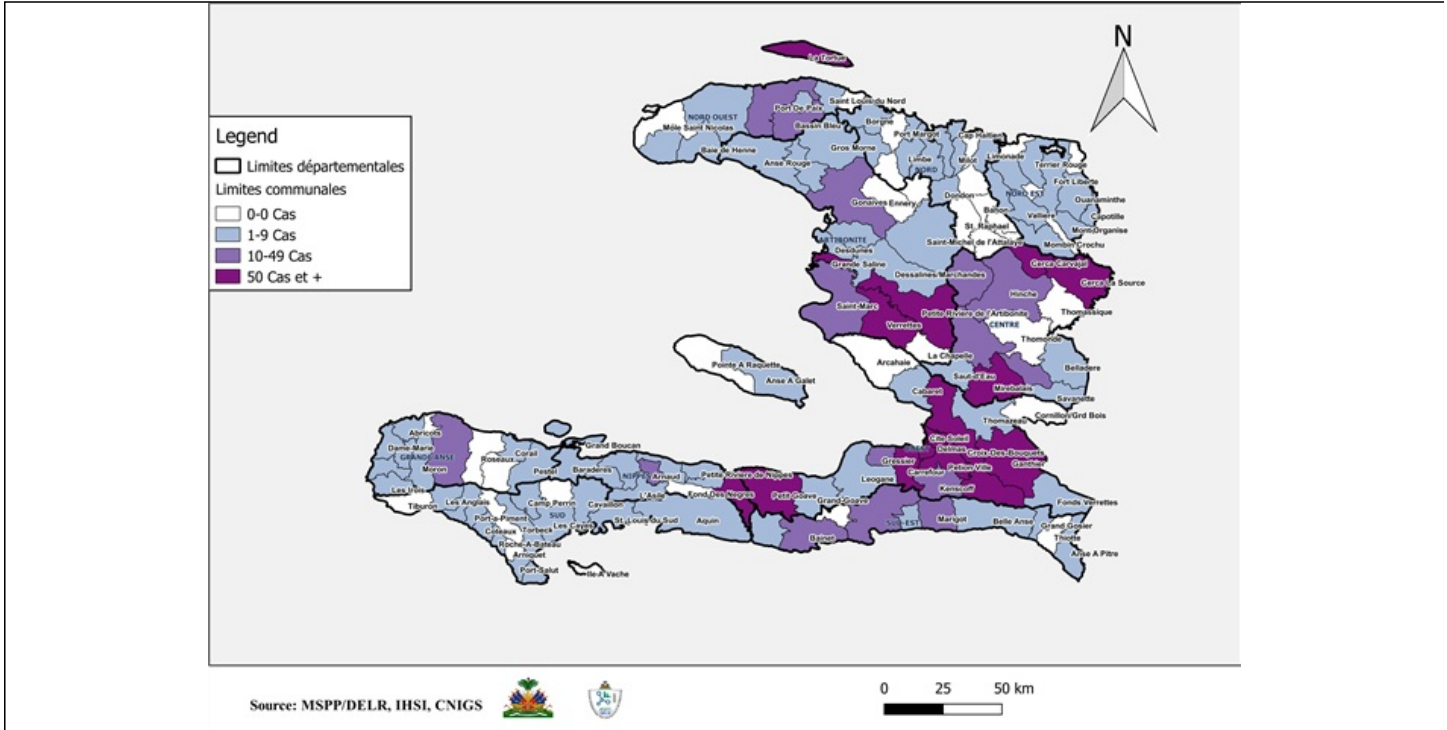 N
Legend
Limites départementales
Limites communales
0-0 Cas
1-9 Cas
10-49 Cas
50 Cas et +
La Tortue
Saint Louis du Nord
Port De Paix
NORD OUEST
Môle Saint Nicolas
Bassin Bleu
Borgne
Port Margot
Cap Haïtien
Baie de Henne
Gros Morne
Anse Rouge
Limbe
NORD
Milot
Limonade
Terrier Rouge
Fort Liberte
NORD EST
Ouanaminthe
Gonaives
Ennery
Dondon
Bahon
Valliere
Capotille
St. Raphael
Mont-Organise
Saint-Michel de l'Attalaye
Mombin Crochu
ARTIBONITE
Desdunes
Grande Saline
Cerca Carvajal
Dessalines/Marchandes
Cerca La Source
Hinche
Saint-Marc
Petite Rivière de l'Artibonite
Thomassique
Verrettes
CENTRE
Thomonde
La Chapelle
Arcahaie
Pointe A Raquette
Anse A Galet
Belladere
Saut-d'Eau
Mirebalais
Cabaret
Savanette
Cornillon/Grd Bois
Thomazeau
Abricots
Dame-Marie
GRANDE ANSE
Moron
Roseaux
Corail
Grand Boucan
Pestel
Baraderes
NIPPES
Arnaud
Petite Riviere de Nippes
Cite Soleil
Delmas
Croix-Des-Bouquets
Gressier
Carrefour
Petion-Ville
Ganthier
Leogane
Kenscoff
Les Irois
Tiburon
Les Anglais
Camp Perrin
Cavaillon
L'Asile
Fond Des Negres
Petit Goave
Grand Goave
Fonds Verrettes
Port-a-Piment
SUD
Coteaux
Torbeck
Les Cayes
St. Louis du Sud
Aquin
Roche-A-Bateau
Arniquet
Port-Salut
Ile-A Vache
Bainet
SUD-EST
Marigot
Belle Anse
Grand Gosier
Thiotte
Anse A Pitre
Source: MSPP/DELR, IHSI, CNIGS
0 25 50 km